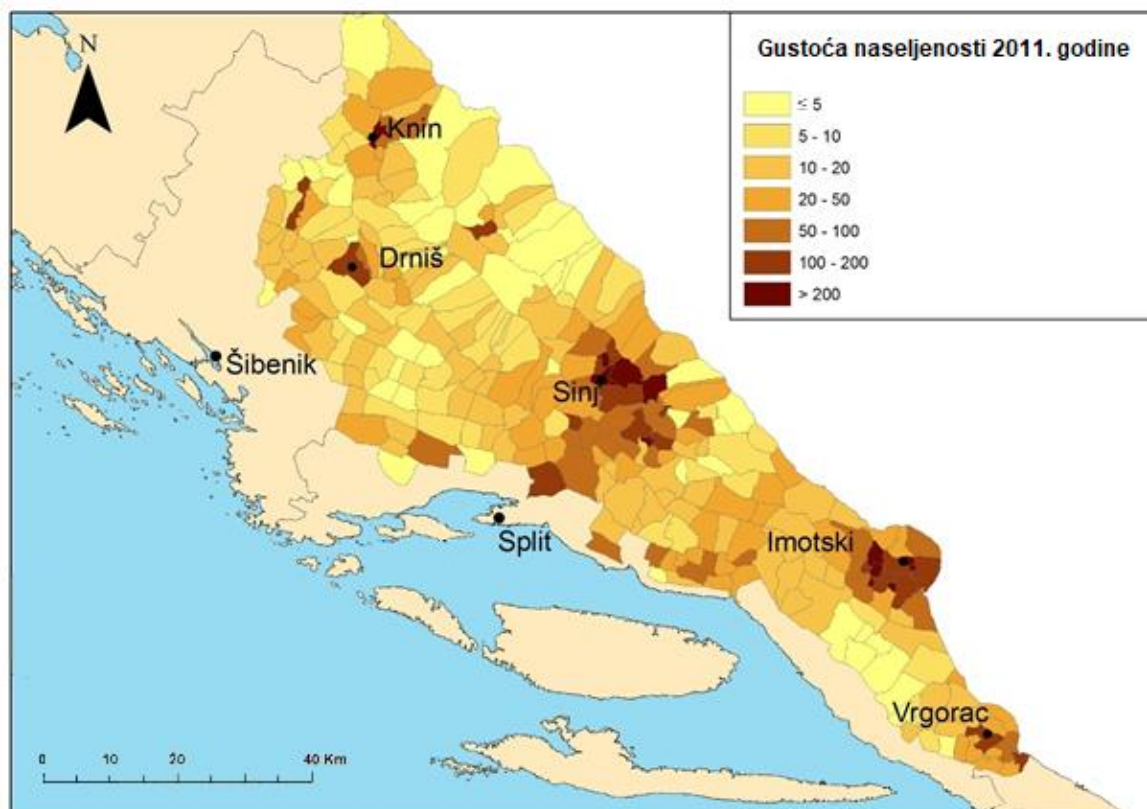 N
Gustoća naseljenosti 2011. godine
≤ 5
5 - 10
10 - 20
20 - 50
50 - 100
100 - 200
> 200
Knin
Drniš
Šibenik
Sinj
Split
Imotski
Vrgorac
0 10 20 40 Km